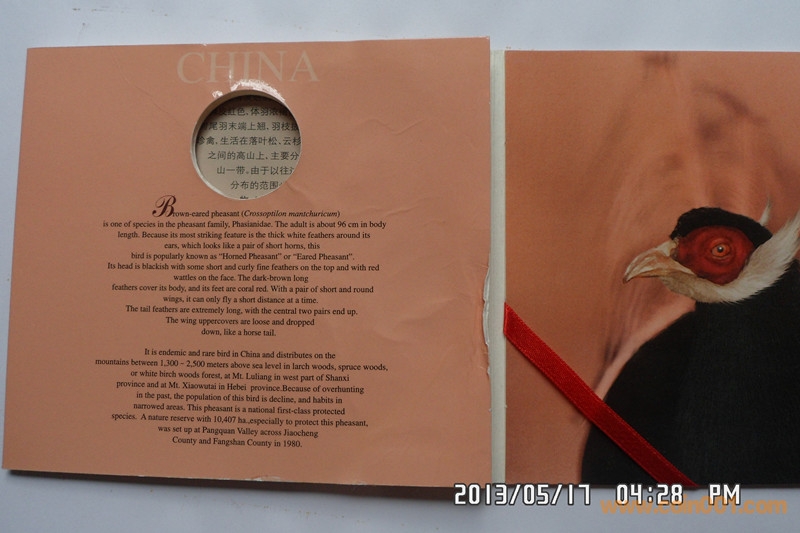 CHINA
红色，体羽
尾羽末端上翘，羽枝
珍禽，生活在落叶松，云杉
之间的高山上，主要分
山一带。由于以往
分布的范围
Brown-eared pheasant (Crossoptilon mantchuricum)
is one of species in the pheasant family, Phasianidae. The adult is about 96 cm in body
length. Because its most striking feature is the thick white feathers around its
ears, which looks like a pair of short horns, this
bird is popularly known as "Horned Pheasant" or "Eared Pheasant".
Its head is blackish with some short and curly fine feathers on the top and with red
wattles on the face. The dark-brown long
feathers cover its body, and its feet are coral red. With a pair of short and round
wings, it can only fly a short distance at a time.
The tail feathers are extremely long, with the central two pairs end up.
The wing uppercovers are loose and dropped
down, like a horse tail.
It is endemic and rare bird in China and distributes on the
mountains between 1,300 - 2,500 meters above sea level in larch woods, spruce woods,
or white birch woods forest, at Mt. Luliang in west part of Shanxi
province and at Mt. Xiaowutai in Hebei province.Because of overhunting
in the past, the population of this bird is decline, and habits in
narrowed areas. This pheasant is a national first-class protected
species. A nature reserve with 10,407 ha.,especially to protect this pheasant,
was set up at Pangquan Valley across Jiaocheng
County and Fangshan County in 1980.
2013/05/17 04:28 PM